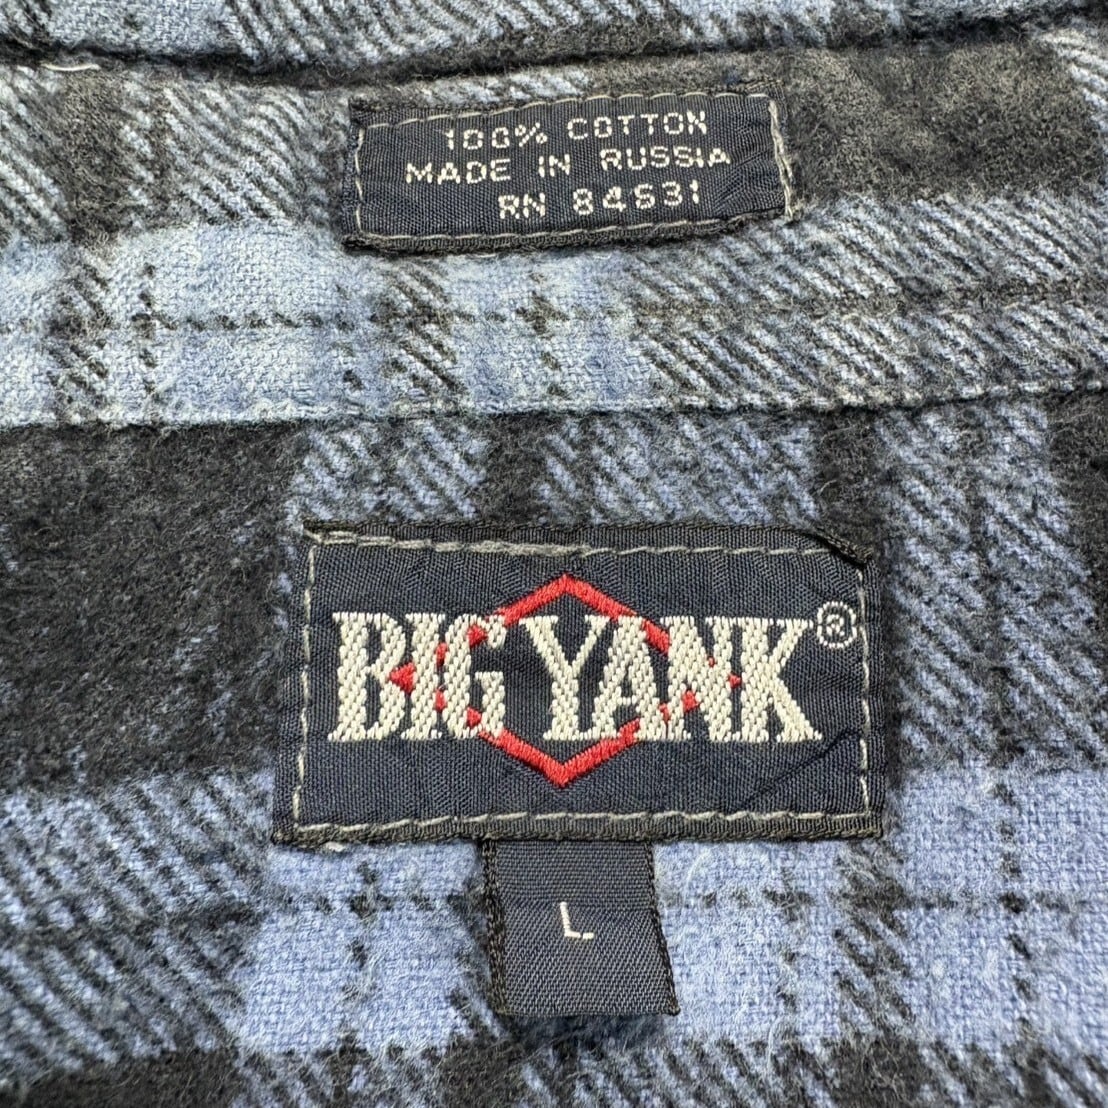 100% COTTON
MADE IN RUSSIA
RN 84631
BIG YANK®
L